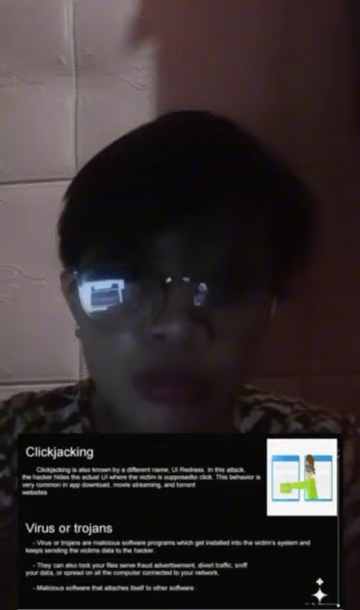 Clickjacking
Clickjacking is also known by a different name, UI Redress. In this attack,
the hacker hides the actual UI where the victim is supposedto click. This behavior is
very common in app download, movie streaming, and torrent
websites
Virus or trojans
- Virus or trojans are malicious software programs which get installed into the victim's system and
keeps sending the victims data to the hacker.
- They can also lock your files serve fraud advertisement, divert traffic, sniff
your data, or spread on all the computer connected to your network.
- Malicious software that attaches itself to other software.